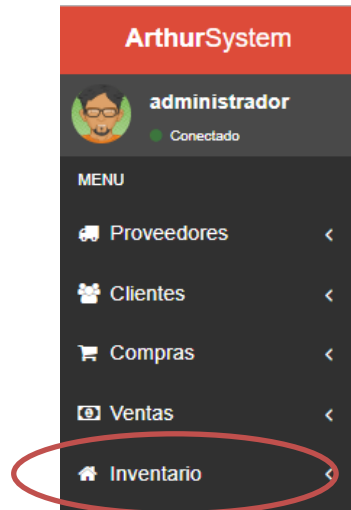 ArthurSystem
administrador
Conectado
MENU
Proveedores
Clientes
Compras
Ventas
Inventario